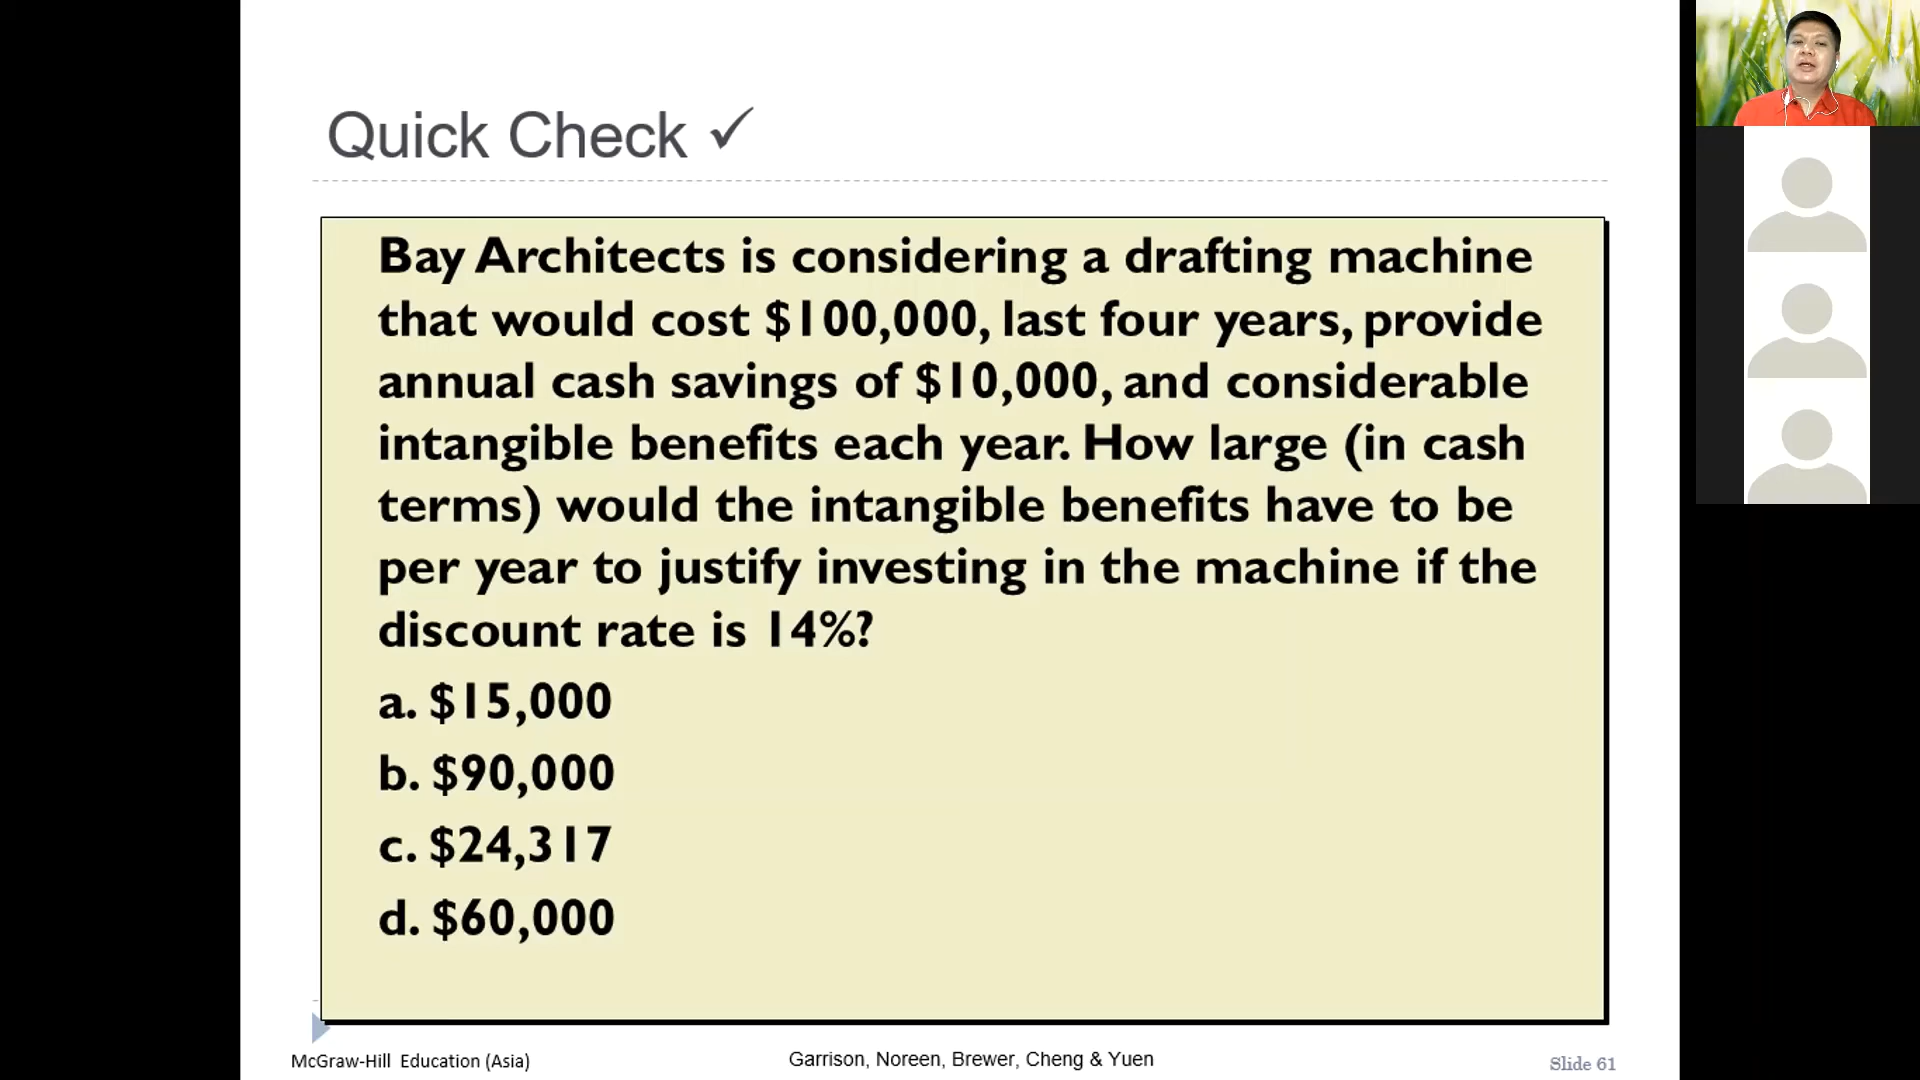 Quick Check ✓
Bay Architects is considering a drafting machine
that would cost $100,000, last four years, provide
annual cash savings of $10,000, and considerable
intangible benefits each year. How large (in cash
terms) would the intangible benefits have to be
per year to justify investing in the machine if the
discount rate is 14%?
a. $15,000
b. $90,000
c. $24,317
d. $60,000
McGraw-Hill Education (Asia)
Garrison, Noreen, Brewer, Cheng & Yuen
Slide 61